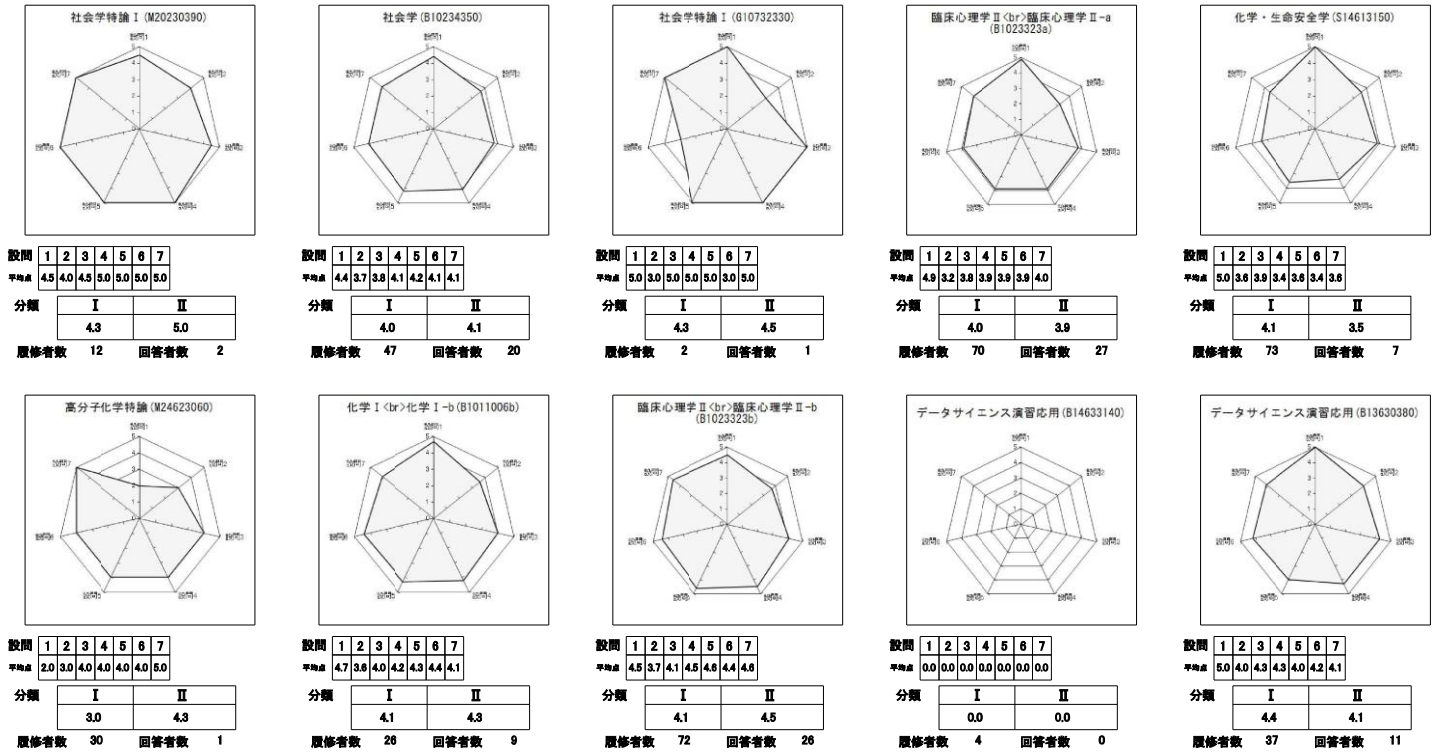 社会学特論Ⅰ(M20230390)
設問 1 2 3 4 5 6 7
平均点 4.5 4.0 4.5 5.0 5.0 5.0 5.0
分類 Ⅰ Ⅱ
4.3 5.0
履修者数 12 回答者数 2
社会学(B10234350)
設問 1 2 3 4 5 6 7
平均点 4.4 3.7 3.8 4.1 4.2 4.1 4.1
分類 Ⅰ Ⅱ
4.0 4.1
履修者数 47 回答者数 20
社会学特論Ⅰ(G10732330)
設問 1 2 3 4 5 6 7
平均点 5.0 3.0 5.0 5.0 5.0 3.0 5.0
分類 Ⅰ Ⅱ
4.3 4.5
履修者数 2 回答者数 1
臨床心理学Ⅱ<br>臨床心理学Ⅱ-a
(B1023323a)
設問 1 2 3 4 5 6 7
平均点 4.9 3.2 3.8 3.9 3.9 3.9 4.0
分類 Ⅰ Ⅱ
4.0 3.9
履修者数 70 回答者数 27
化学・生命安全学(S14613150)
設問 1 2 3 4 5 6 7
平均点 5.0 3.6 3.9 3.4 3.6 3.4 3.6
分類 Ⅰ Ⅱ
4.1 3.5
履修者数 73 回答者数 7
高分子化学特論(M24623060)
設問 1 2 3 4 5 6 7
平均点 2.0 3.0 4.0 4.0 4.0 4.0 5.0
分類 Ⅰ Ⅱ
3.0 4.3
履修者数 30 回答者数 1
化学Ⅰ<br>化学Ⅰ-b(B1011006b)
設問 1 2 3 4 5 6 7
平均点 4.7 3.6 4.0 4.2 4.3 4.4 4.1
分類 Ⅰ Ⅱ
4.1 4.3
履修者数 26 回答者数 9
臨床心理学Ⅱ<br>臨床心理学Ⅱ-b
(B1023323b)
設問 1 2 3 4 5 6 7
平均点 4.5 3.7 4.1 4.5 4.6 4.4 4.6
分類 Ⅰ Ⅱ
4.1 4.5
履修者数 72 回答者数 26
データサイエンス演習応用(B14633140)
設問 1 2 3 4 5 6 7
平均点 0.0 0.0 0.0 0.0 0.0 0.0 0.0
分類 Ⅰ Ⅱ
0.0 0.0
履修者数 4 回答者数 0
データサイエンス演習応用(B13630380)
設問 1 2 3 4 5 6 7
平均点 5.0 4.0 4.3 4.3 4.0 4.2 4.1
分類 Ⅰ Ⅱ
4.4 4.1
履修者数 37 回答者数 11